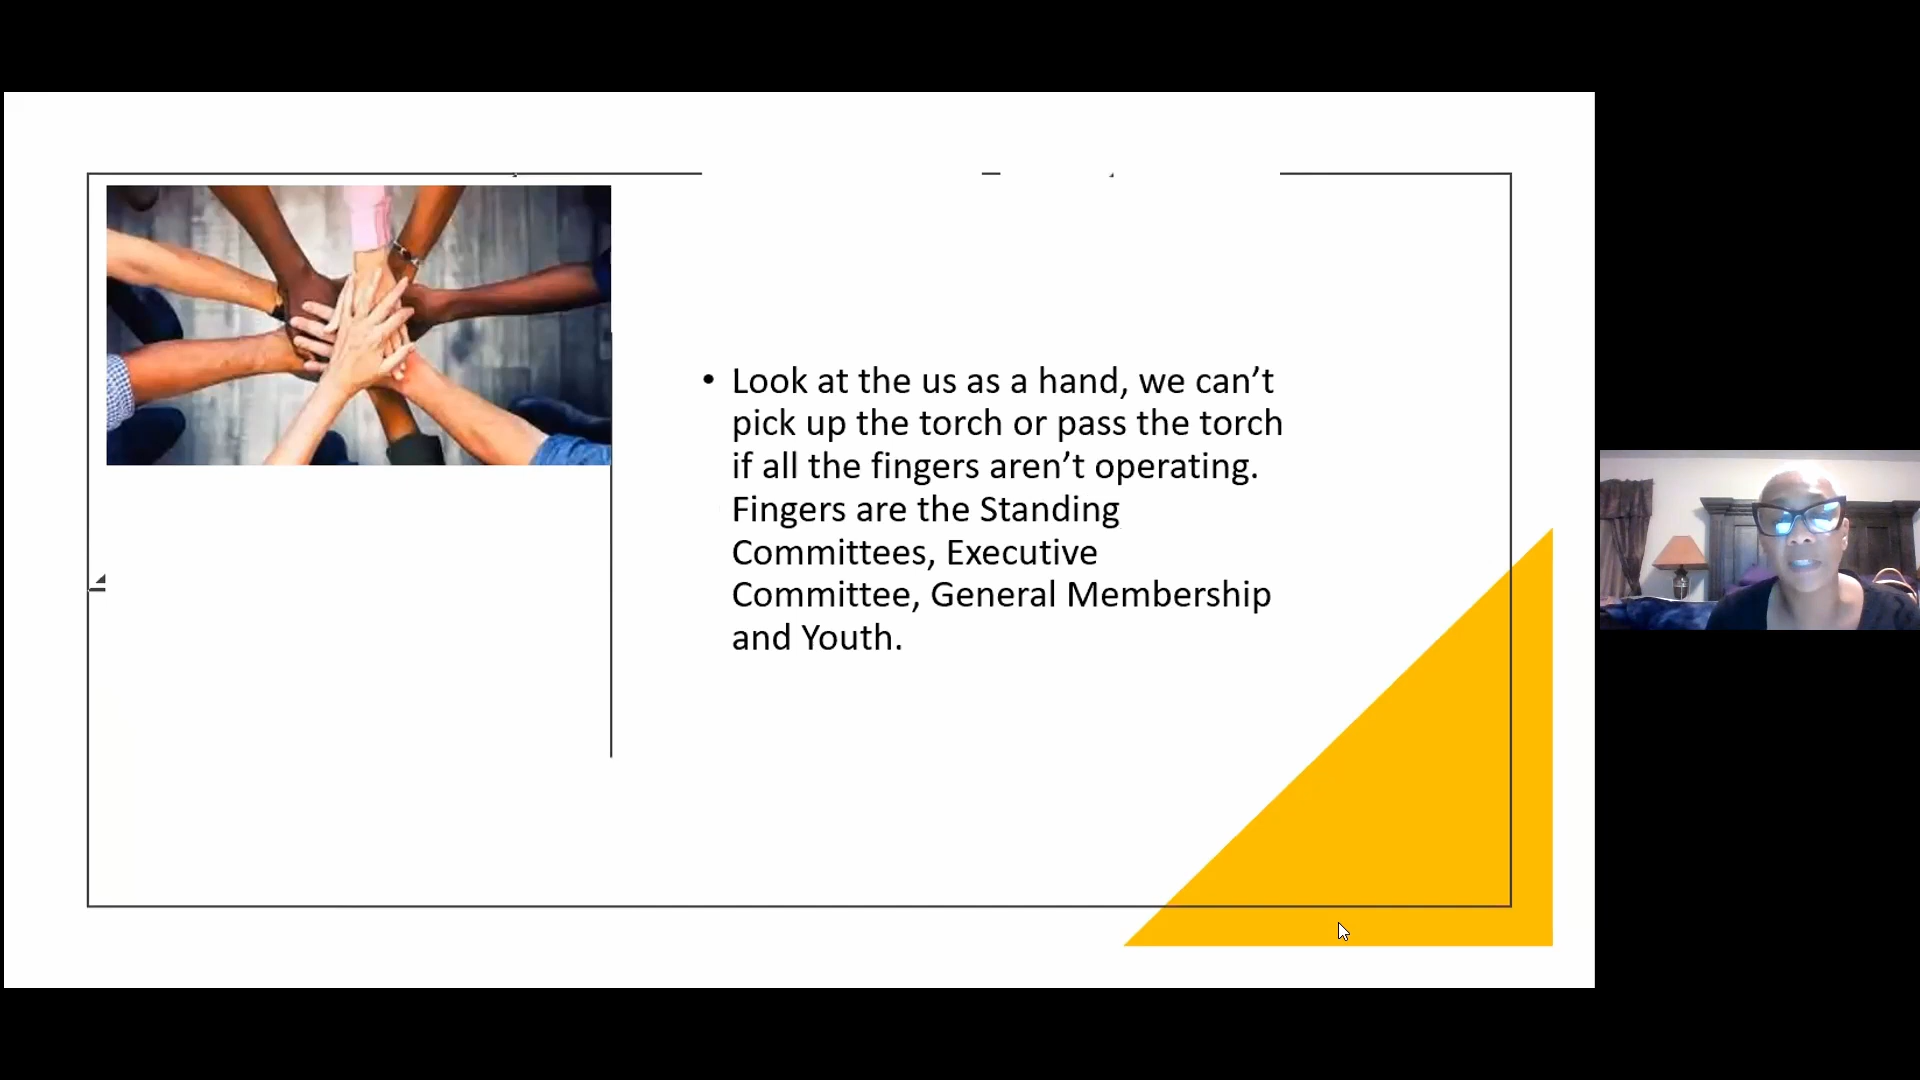 • Look at the us as a hand, we can’t
pick up the torch or pass the torch
if all the fingers aren’t operating.
Fingers are the Standing
Committees, Executive
Committee, General Membership
and Youth.